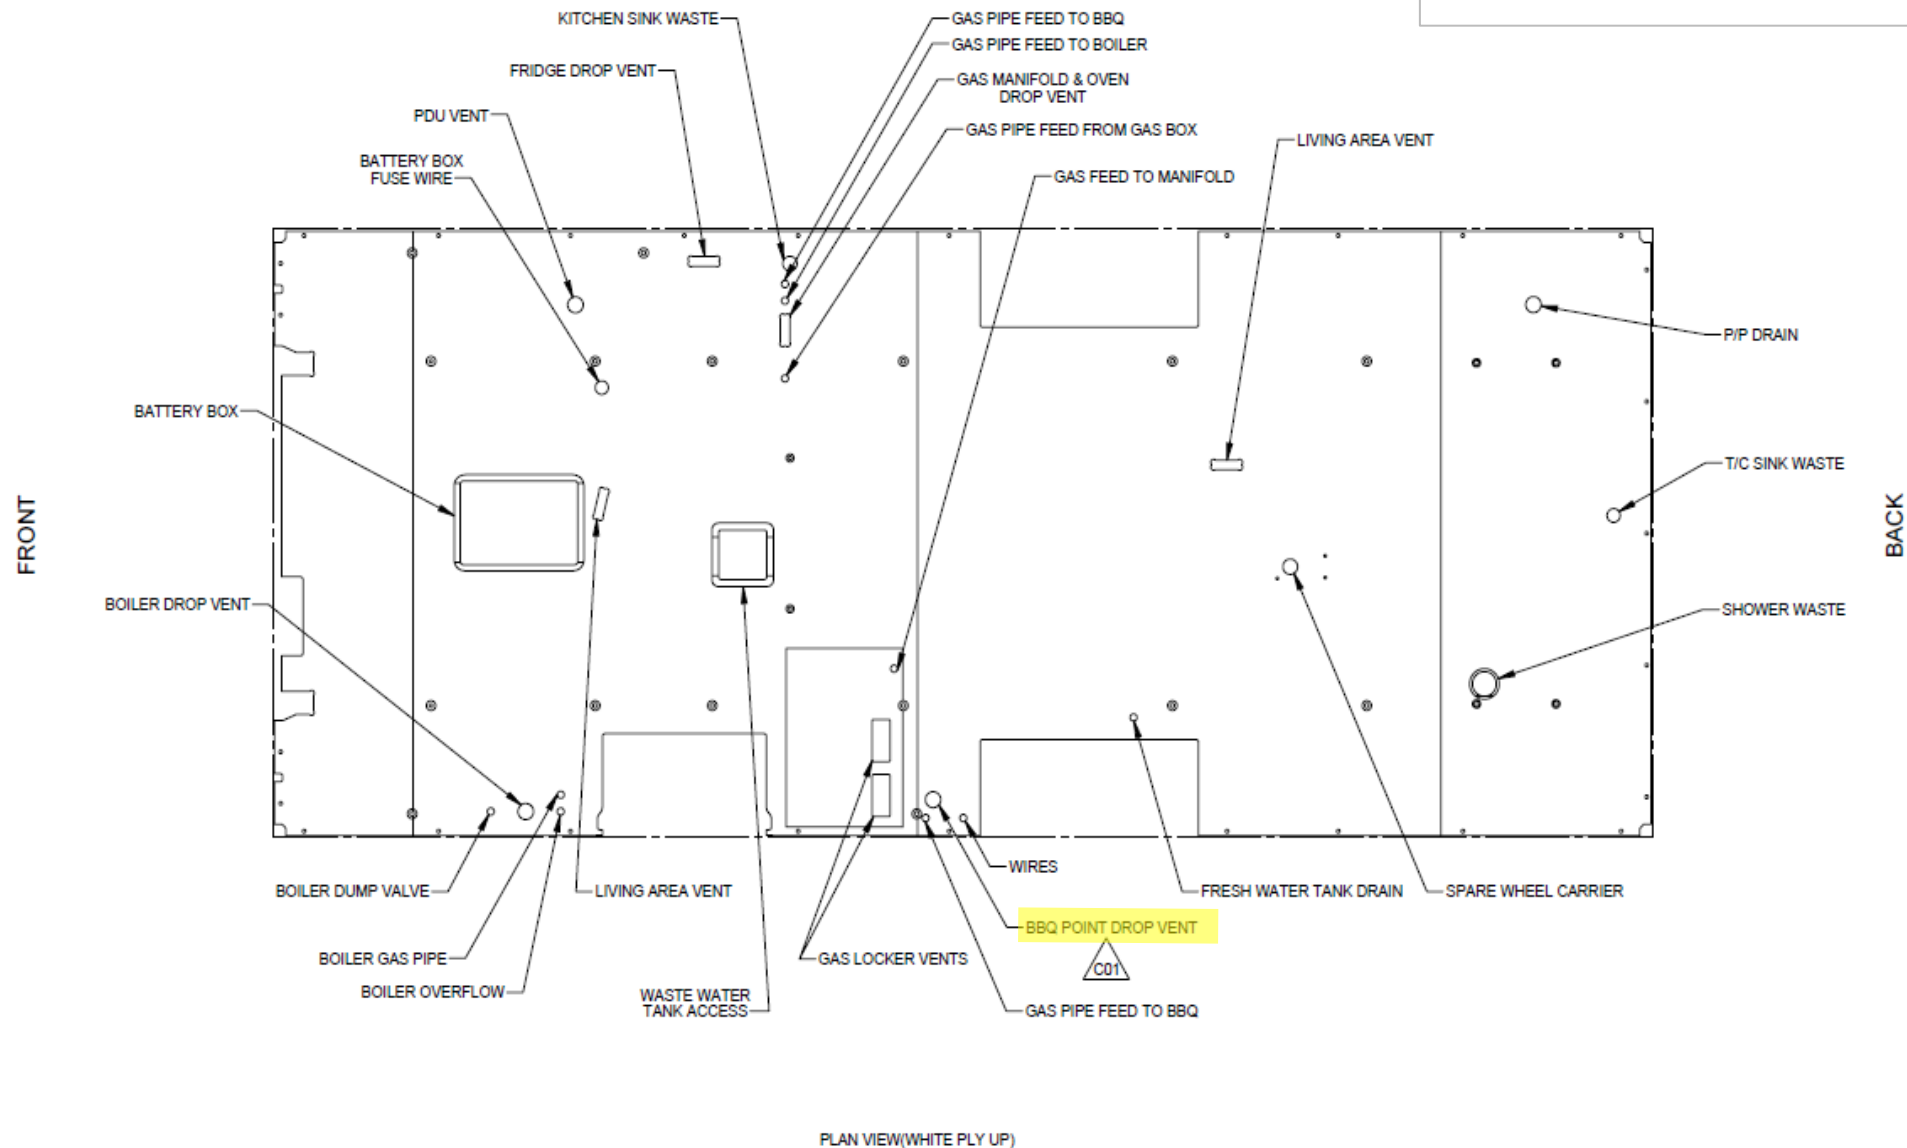 KITCHEN SINK WASTE
GAS PIPE FEED TO BBQ
GAS PIPE FEED TO BOILER
FRIDGE DROP VENT
GAS MANIFOLD & OVEN
DROP VENT
PDU VENT
GAS PIPE FEED FROM GAS BOX
LIVING AREA VENT
BATTERY BOX
FUSE WIRE
GAS FEED TO MANIFOLD
P/P DRAIN
BATTERY BOX
T/C SINK WASTE
FRONT
BACK
BOILER DROP VENT
SHOWER WASTE
WIRES
BOILER DUMP VALVE
LIVING AREA VENT
FRESH WATER TANK DRAIN
SPARE WHEEL CARRIER
BBQ POINT DROP VENT
BOILER GAS PIPE
GAS LOCKER VENTS
C01
BOILER OVERFLOW
WASTE WATER
TANK ACCESS
GAS PIPE FEED TO BBQ
PLAN VIEW(WHITE PLY UP)